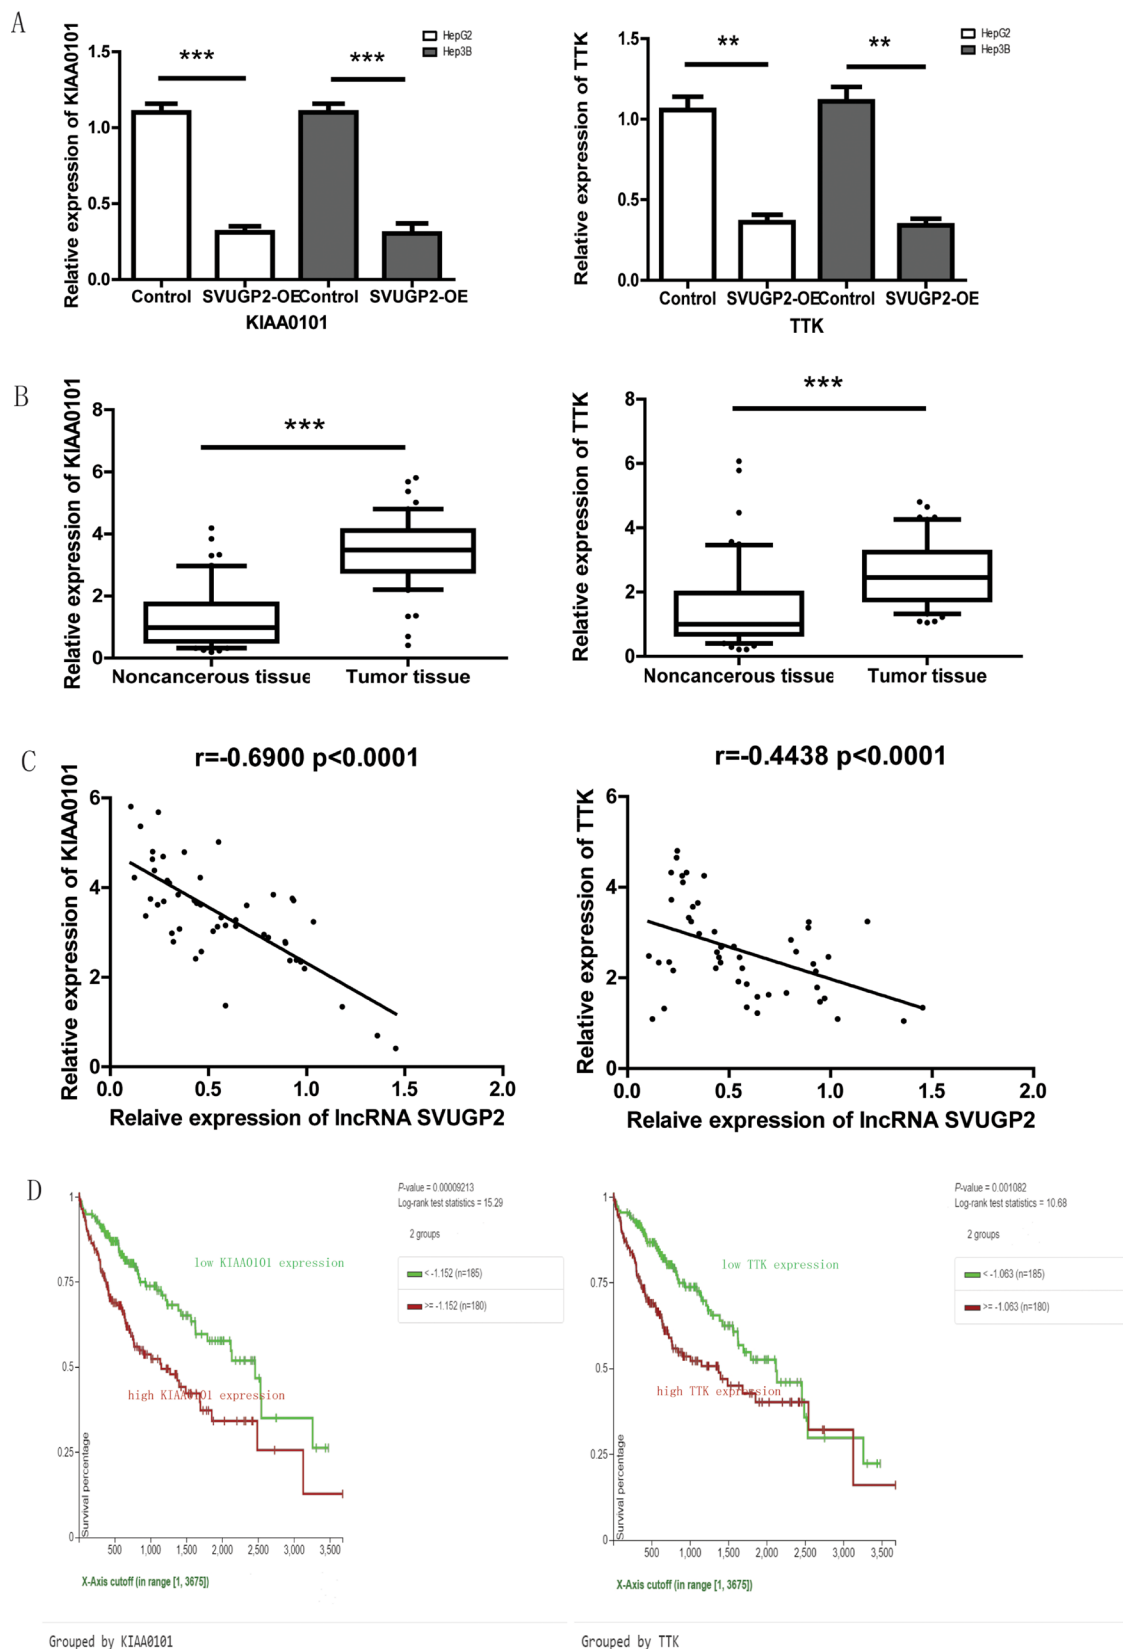 A
Relative expression of KIAA0101
1.5
1.0
0.5
0.0
***
***
HepG2
Hep3B
Control
SVUGP2-OE
Control
SVUGP2-OE
KIAA0101
Relative expression of TTK
1.5
1.0
0.5
0.0
**
**
HepG2
Hep3B
Control
SVUGP2-OE
Control
SVUGP2-OE
TTK
B
Relative expression of KIAA0101
8
6
4
2
0
***
Noncancerous tissue
Tumor tissue
Relative expression of TTK
8
6
4
2
0
***
Noncancerous tissue
Tumor tissue
C
r=-0.6900 p<0.0001
Relative expression of KIAA0101
6
4
2
0
0.0 0.5 1.0 1.5 2.0
Relaive expression of lncRNA SVUGP2
r=-0.4438 p<0.0001
Relative expression of TTK
6
4
2
0
0.0 0.5 1.0 1.5 2.0
Relaive expression of lncRNA SVUGP2
D
P-value = 0.00009213
Log-rank test statistics = 15.29
2 groups
< -1.152 (n=185)
>= -1.152 (n=180)
low KIAA0101 expression
high KIAA0101 expression
1
0.75
0.5
0.25
0
Survival percentage
500 1,000 1,500 2,000 2,500 3,000 3,500
X-Axis cutoff (in range [1, 3675])
Grouped by KIAA0101
P-value = 0.001082
Log-rank test statistics = 10.68
2 groups
< -1.063 (n=185)
>= -1.063 (n=180)
low TTK expression
high TTK expression
1
0.75
0.5
0.25
0
Survival percentage
500 1,000 1,500 2,000 2,500 3,000 3,500
X-Axis cutoff (in range [1, 3675])
Grouped by TTK